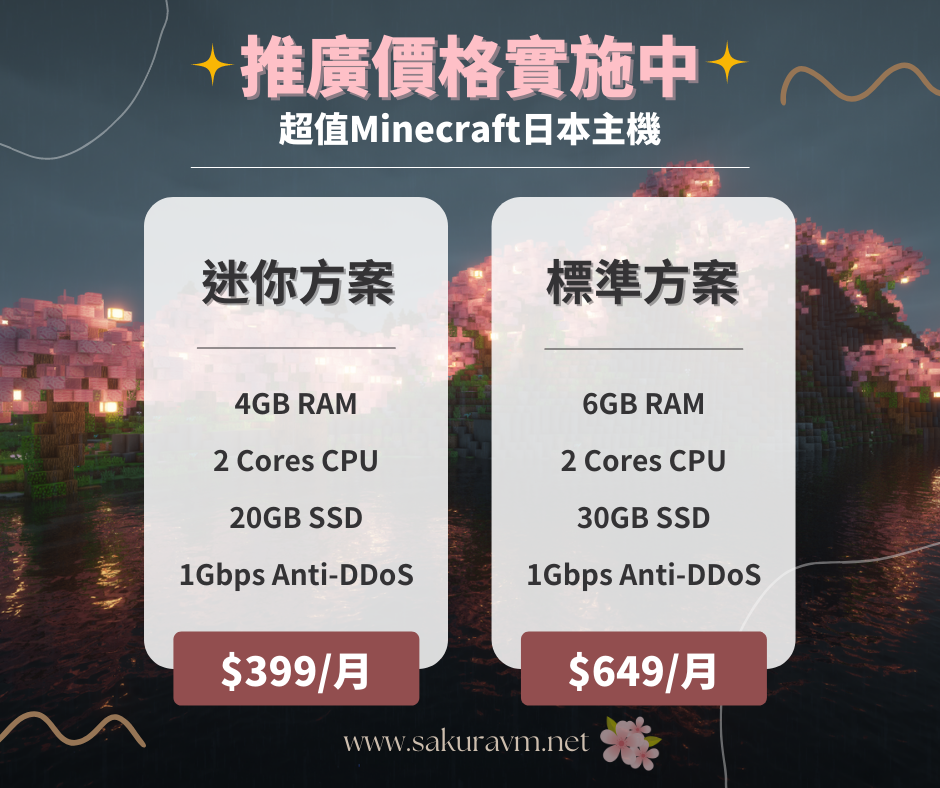 推廣價格實施中
超值Minecraft日本主機
迷你方案
4GB RAM
2 Cores CPU
20GB SSD
1Gbps Anti-DDoS
$399/月
標準方案
6GB RAM
2 Cores CPU
30GB SSD
1Gbps Anti-DDoS
$649/月
www.sakuravm.net